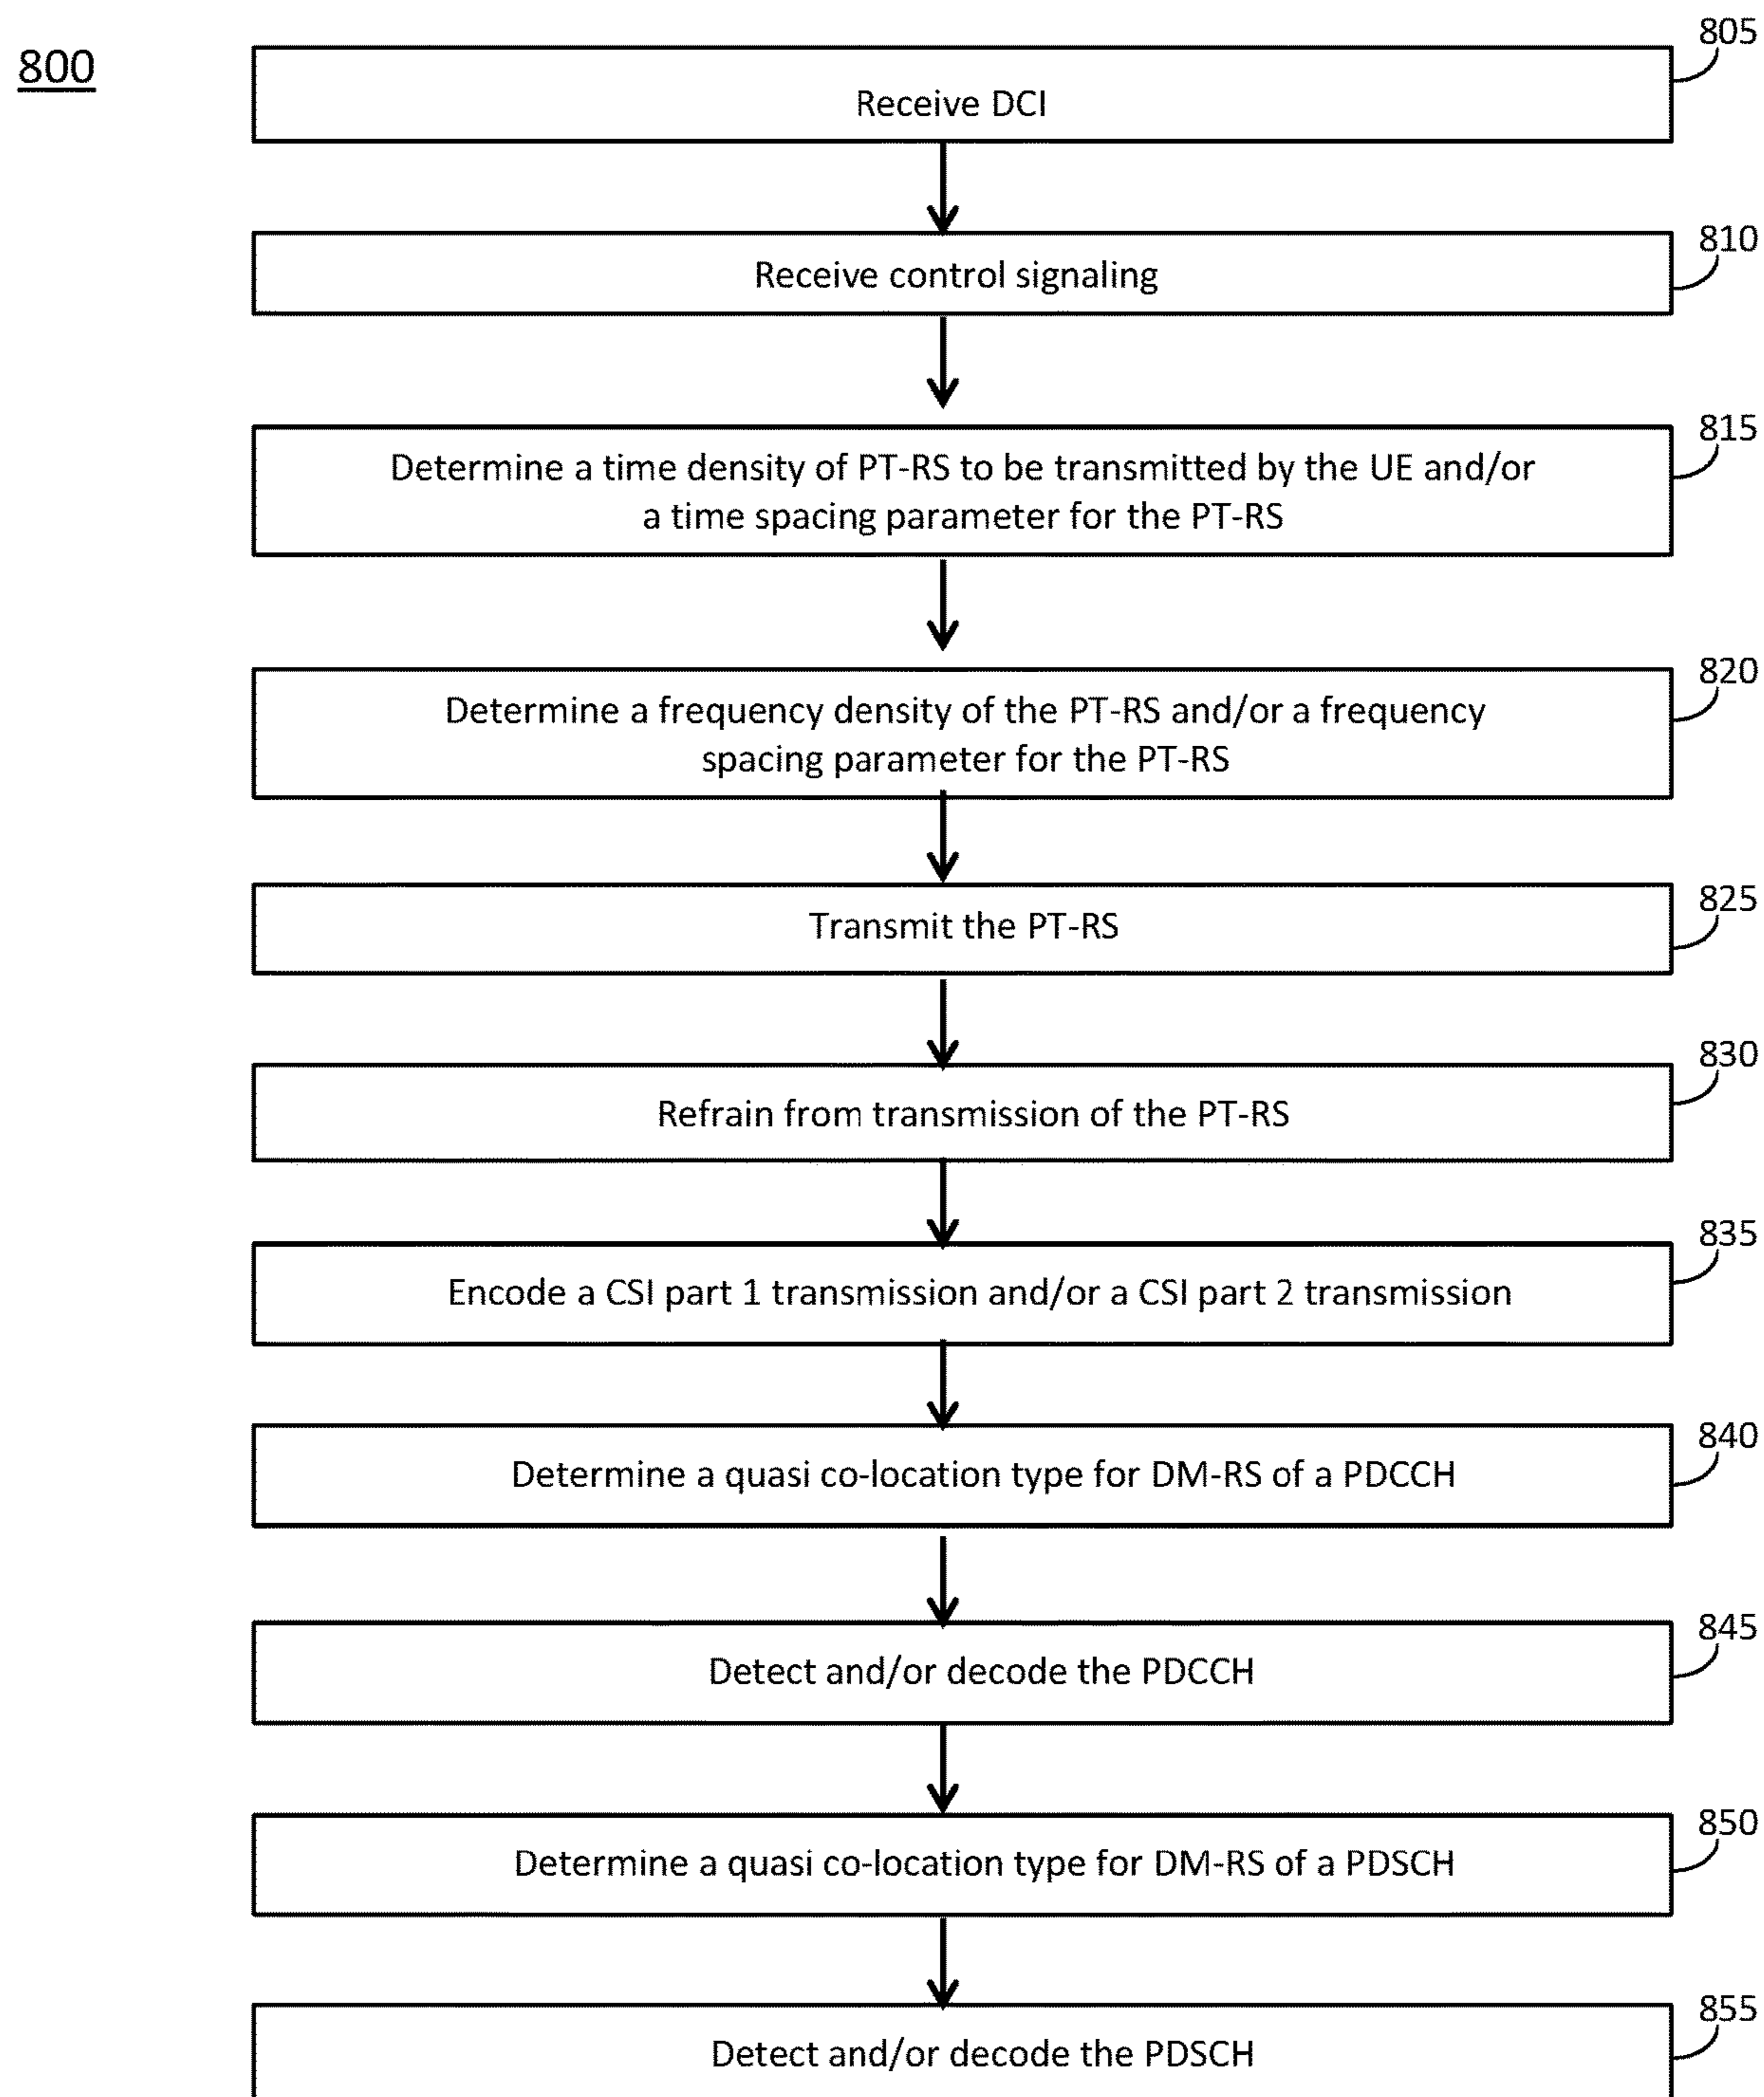 800
805
Receive DCI
810
Receive control signaling
815
Determine a time density of PT-RS to be transmitted by the UE and/or
a time spacing parameter for the PT-RS
820
Determine a frequency density of the PT-RS and/or a frequency
spacing parameter for the PT-RS
825
Transmit the PT-RS
830
Refrain from transmission of the PT-RS
835
Encode a CSI part 1 transmission and/or a CSI part 2 transmission
840
Determine a quasi co-location type for DM-RS of a PDCCH
845
Detect and/or decode the PDCCH
850
Determine a quasi co-location type for DM-RS of a PDSCH
855
Detect and/or decode the PDSCH